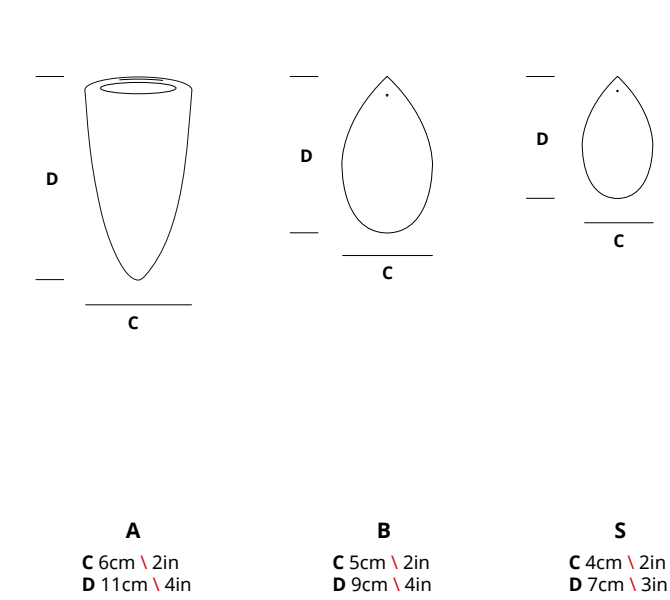 D
D
D
C
C
C
A
B
S
C 6cm \ 2in
D 11cm \ 4in
C 5cm \ 2in
D 9cm \ 4in
C 4cm \ 2in
D 7cm \ 3in